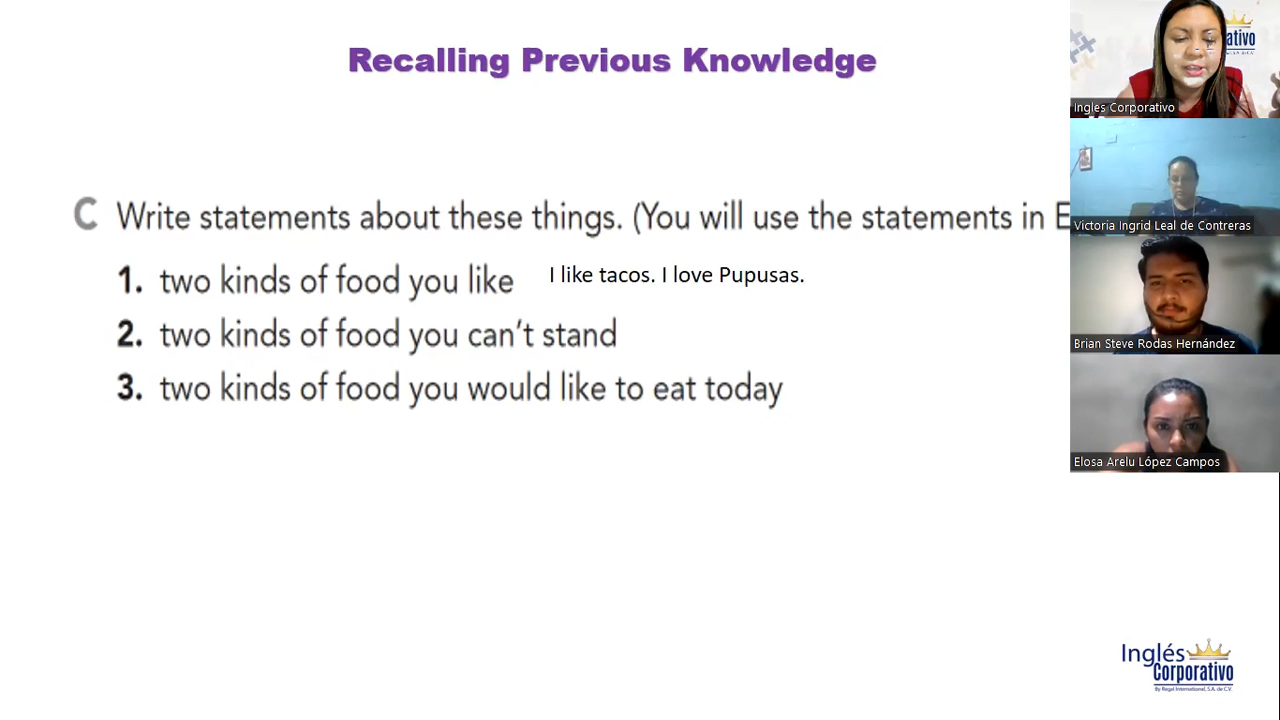 Recalling Previous Knowledge
C Write statements about these things. (You will use the statements in E
1. two kinds of food you like I like tacos. I love Pupusas.
2. two kinds of food you can't stand
3. two kinds of food you would like to eat today
ativo
Ingles Corporativo
Victoria Ingrid Leal de Contreras
Brian Steve Rodas Hernández
Elosa Arelu López Campos
Inglés
Corporativo
By Regal International, S.A. de C.V.